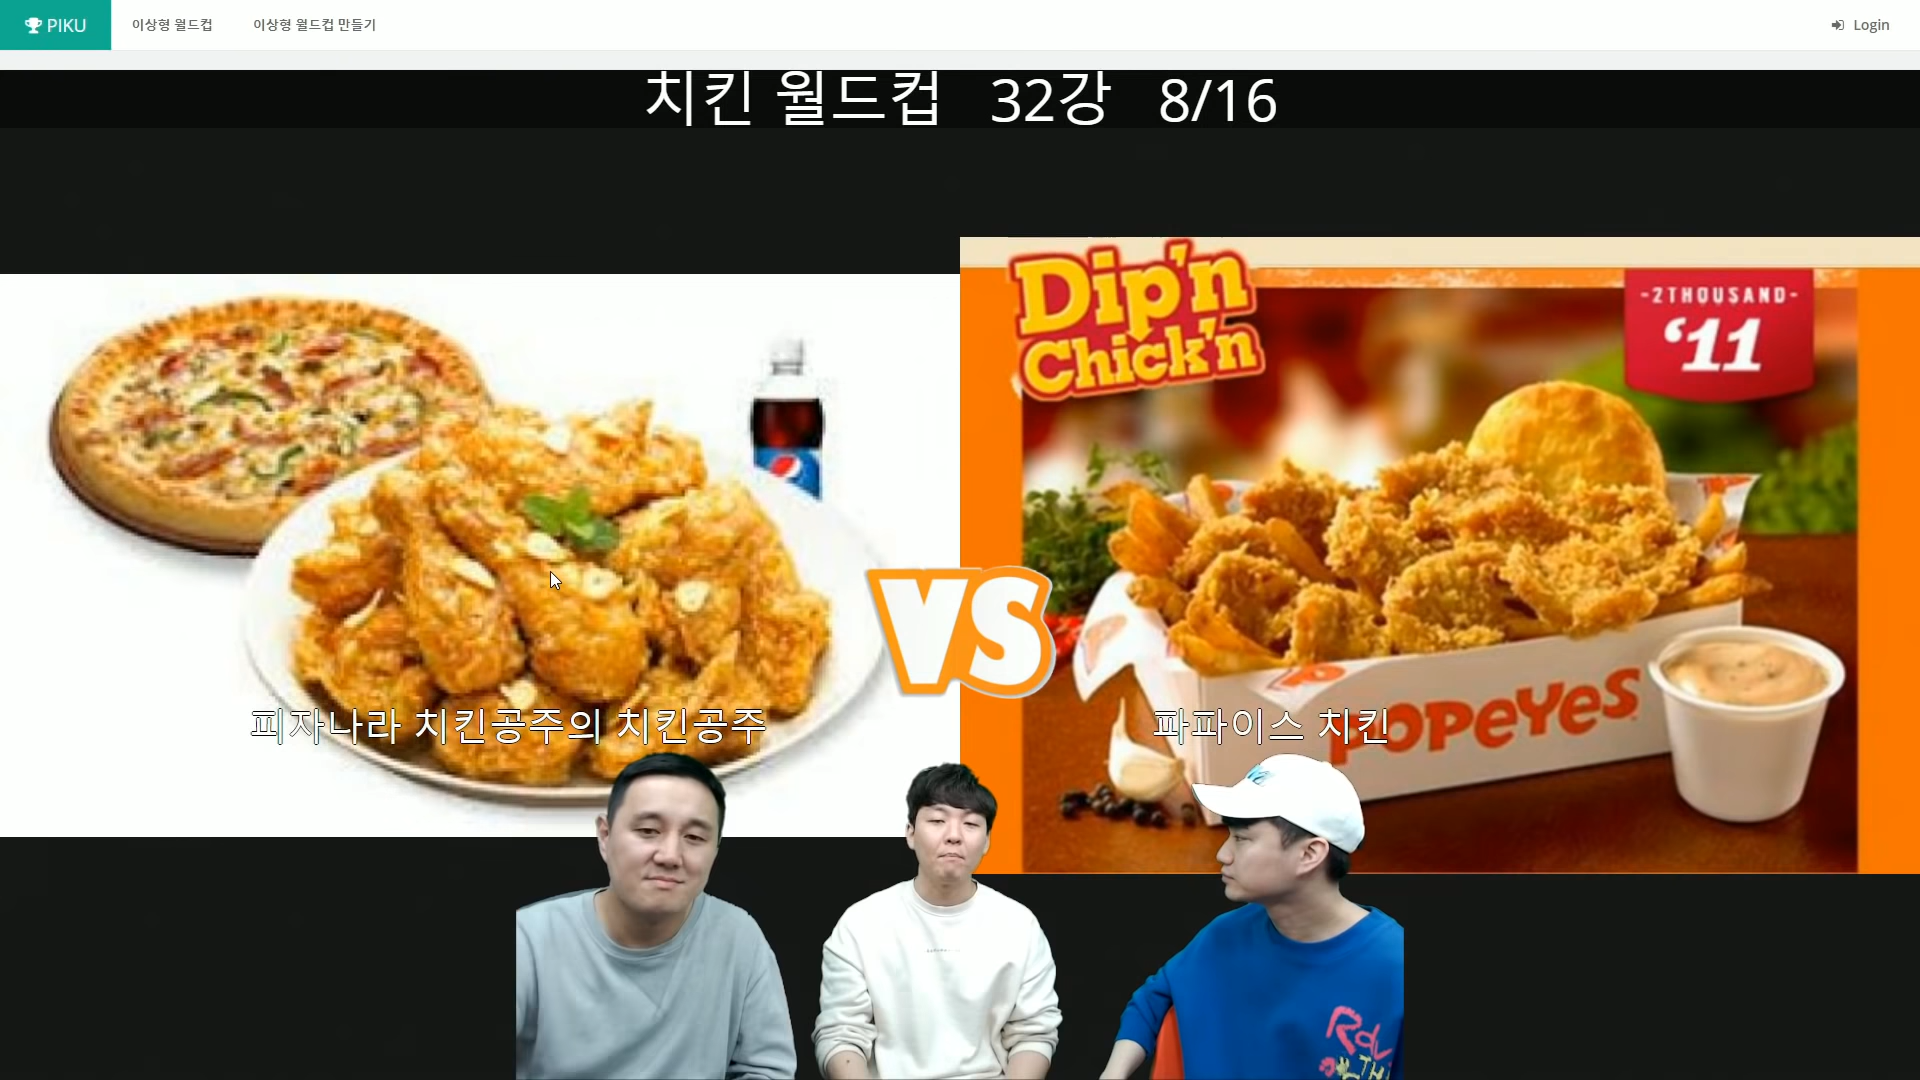 PIKU
이상형 월드컵
이상형 월드컵 만들기
Login
치킨 월드컵 32강 8/16
Dip'n
Chick'n
-2THOUSAND-
'11
VS
피자나라 치킨공주의 치킨공주
파파이스 치킨
POPEYES